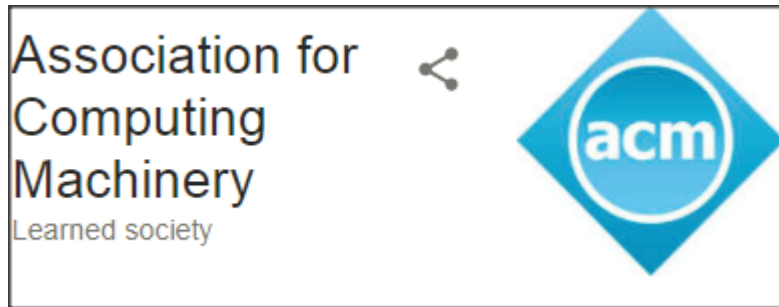 Association for
Computing
Machinery
Learned society
acm